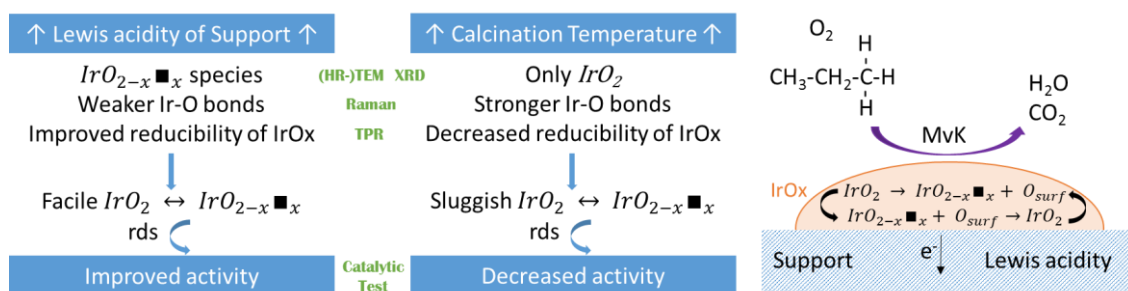 ↑ Lewis acidity of Support ↑
IrO₂₋ₓ■ₓ species
Weaker Ir-O bonds
Improved reducibility of IrOx
Facile IrO₂ ↔ IrO₂₋ₓ■ₓ
rds
Improved activity
(HR-)TEM XRD
Raman
TPR
Catalytic
Test
↑ Calcination Temperature ↑
Only IrO₂
Stronger Ir-O bonds
Decreased reducibility of IrOx
Sluggish IrO₂ ↔ IrO₂₋ₓ■ₓ
rds
Decreased activity
O₂
H
CH₃-CH₂-C-H
H
H₂O
CO₂
MvK
IrOx
IrO₂ → IrO₂₋ₓ■ₓ + O_surf
IrO₂₋ₓ■ₓ + O_surf → IrO₂
Support e⁻ Lewis acidity